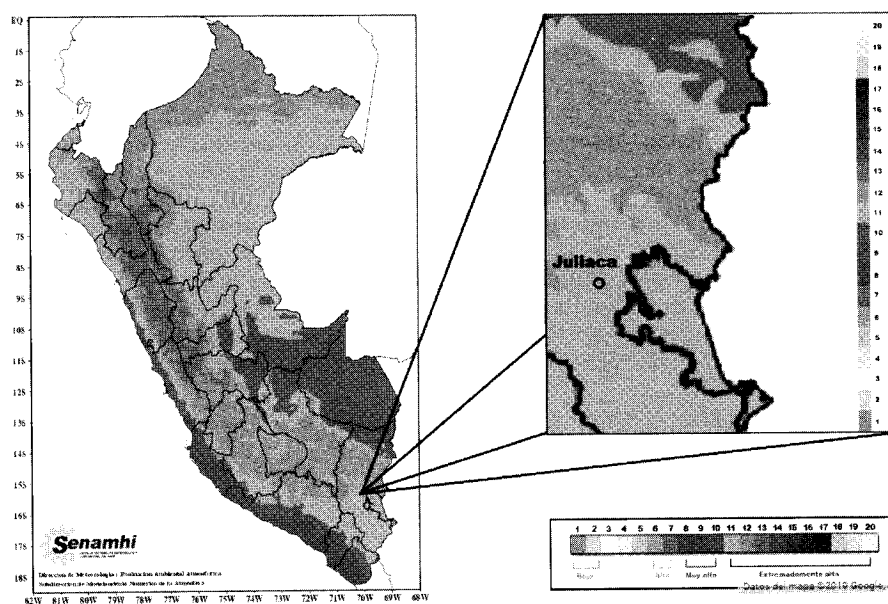 EQ
1S
2S
3S
4S
5S
6S
7S
8S
9S
10S
11S
12S
13S
14S
15S
16S
17S
18S
82W 81W 80W 79W 78W 77W 76W 75W 74W 73W 72W 71W 70W 69W 68W
Senamhi
Juliaca
20
19
18
17
16
15
14
13
12
11
10
9
8
7
6
5
4
3
2
1
1 2 3 4 5 6 7 8 9 10 11 12 13 14 15 16 17 18 19 20
Muy alto
Extremadamente alto
Datos del mapa ©2019 Google,